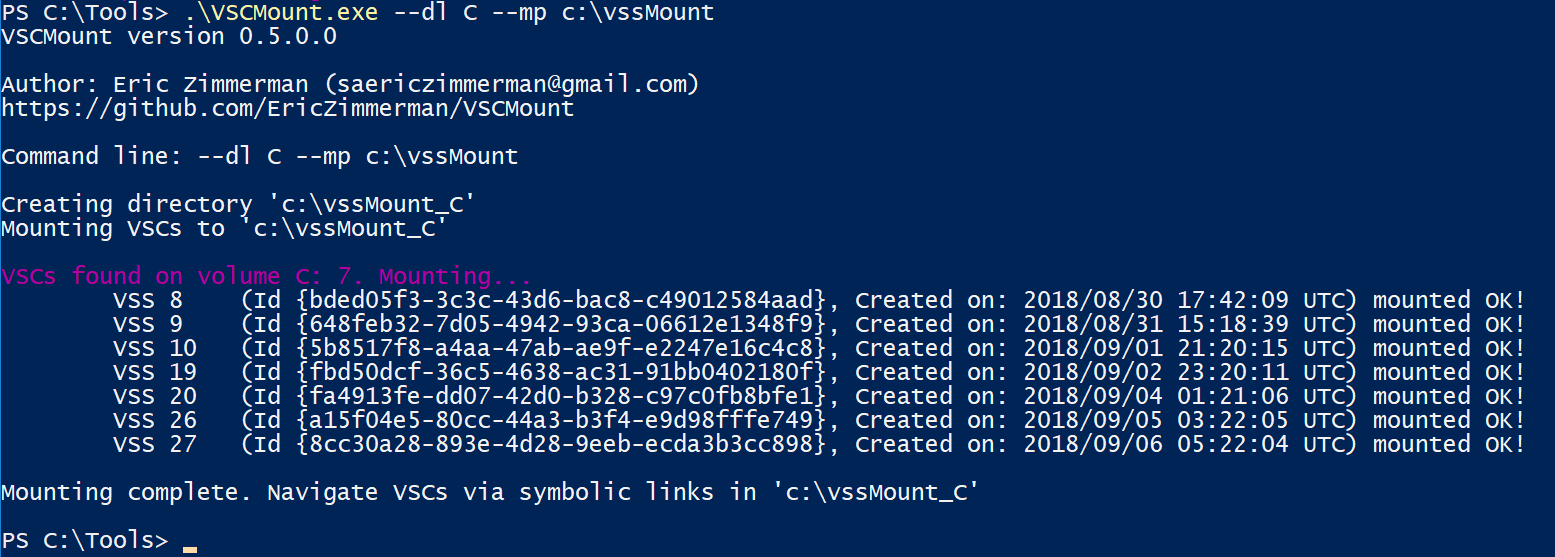 PS C:\Tools> .\VSCMount.exe --dl C --mp c:\vssMount
VSCMount version 0.5.0.0
Author: Eric Zimmerman (saericzimmerman@gmail.com)
https://github.com/EricZimmerman/VSCMount
Command line: --dl C --mp c:\vssMount
Creating directory 'c:\vssMount_C'
Mounting VSCs to 'c:\vssMount_C'
VSCs found on volume C: 7. Mounting...
VSS 8 (Id {bded05f3-3c3c-43d6-bac8-c49012584aad}, Created on: 2018/08/30 17:42:09 UTC) mounted OK!
VSS 9 (Id {648feb32-7d05-4942-93ca-06612e1348f9}, Created on: 2018/08/31 15:18:39 UTC) mounted OK!
VSS 10 (Id {5b8517f8-a4aa-47ab-ae9f-e2247e16c4c8}, Created on: 2018/09/01 21:20:15 UTC) mounted OK!
VSS 19 (Id {fbd50dcf-36c5-4638-ac31-91bb0402180f}, Created on: 2018/09/02 23:20:11 UTC) mounted OK!
VSS 20 (Id {fa4913fe-dd07-42d0-b328-c97c0fb8bfe1}, Created on: 2018/09/04 01:21:06 UTC) mounted OK!
VSS 26 (Id {a15f04e5-80cc-44a3-b3f4-e9d98fffe749}, Created on: 2018/09/05 03:22:05 UTC) mounted OK!
VSS 27 (Id {8cc30a28-893e-4d28-9eeb-ecda3b3cc898}, Created on: 2018/09/06 05:22:04 UTC) mounted OK!
Mounting complete. Navigate VSCs via symbolic links in 'c:\vssMount_C'
PS C:\Tools>